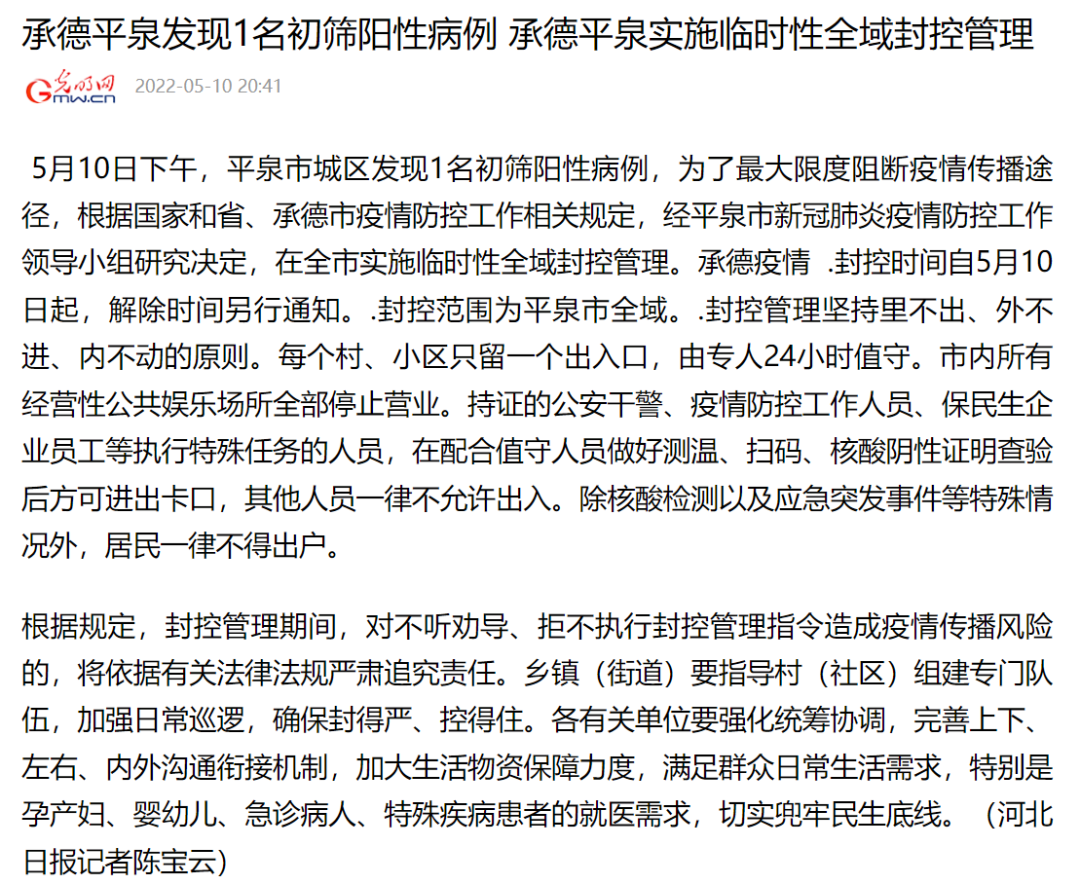 承德平泉发现1名初筛阳性病例 承德平泉实施临时性全域封控管理
光明网
GMW.CN
2022-05-10 20:41
5月10日下午，平泉市城区发现1名初筛阳性病例，为了最大限度阻断疫情传播途
径，根据国家和省、承德市疫情防控工作相关规定，经平泉市新冠肺炎疫情防控工作
领导小组研究决定，在全市实施临时性全域封控管理。承德疫情 .封控时间自5月10
日起，解除时间另行通知。.封控范围为平泉市全域。.封控管理坚持里不出、外不
进、内不动的原则。每个村、小区只留一个出入口，由专人24小时值守。市内所有
经营性公共娱乐场所全部停止营业。持证的公安干警、疫情防控工作人员、保民生企
业员工等执行特殊任务的人员，在配合值守人员做好测温、扫码、核酸阴性证明查验
后方可进出卡口，其他人员一律不允许出入。除核酸检测以及应急突发事件等特殊情
况外，居民一律不得出户。
根据规定，封控管理期间，对不听劝导、拒不执行封控管理指令造成疫情传播风险
的，将依据有关法律法规严肃追究责任。乡镇（街道）要指导村（社区）组建专门队
伍，加强日常巡逻，确保封得严、控得住。各有关单位要强化统筹协调，完善上下、
左右、内外沟通衔接机制，加大生活物资保障力度，满足群众日常生活需求，特别是
孕产妇、婴幼儿、急诊病人、特殊疾病患者的就医需求，切实兜牢民生底线。（河北
日报记者陈宝云）